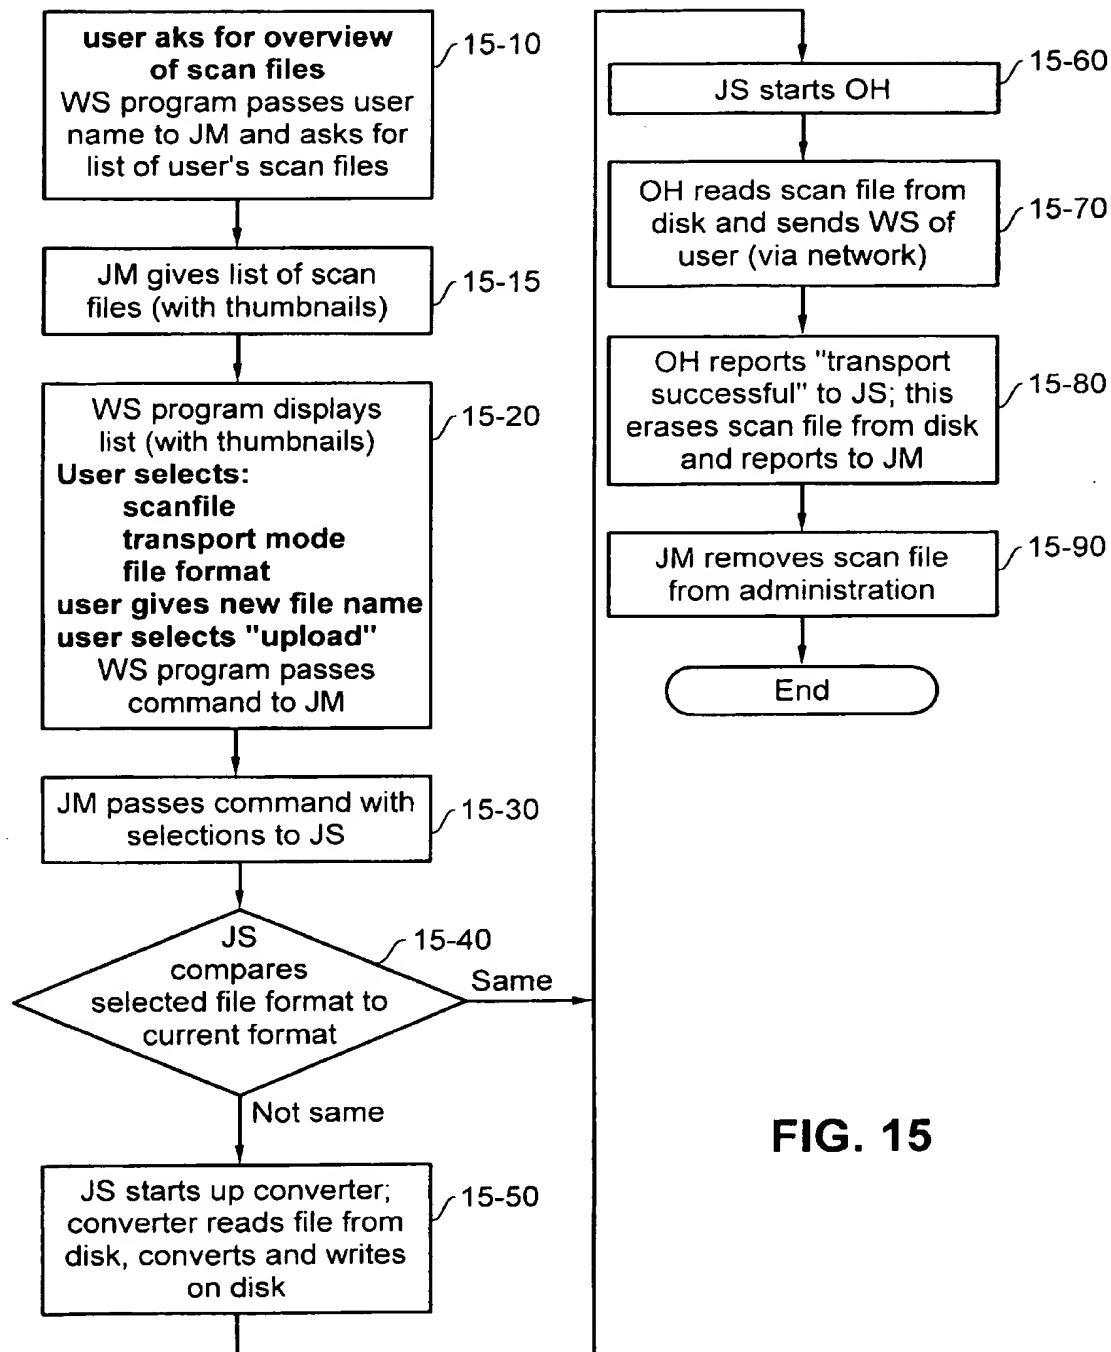 user aks for overview
of scan files
WS program passes user
name to JM and asks for
list of user's scan files
15-10
JM gives list of scan
files (with thumbnails)
15-15
WS program displays
list (with thumbnails)
User selects:
scanfile
transport mode
file format
user gives new file name
user selects "upload"
WS program passes
command to JM
15-20
JM passes command with
selections to JS
15-30
JS
compares
selected file format to
current format
15-40
Same
Not same
JS starts up converter;
converter reads file from
disk, converts and writes
on disk
15-50
JS starts OH
15-60
OH reads scan file from
disk and sends WS of
user (via network)
15-70
OH reports "transport
successful" to JS; this
erases scan file from disk
and reports to JM
15-80
JM removes scan file
from administration
15-90
End
FIG. 15